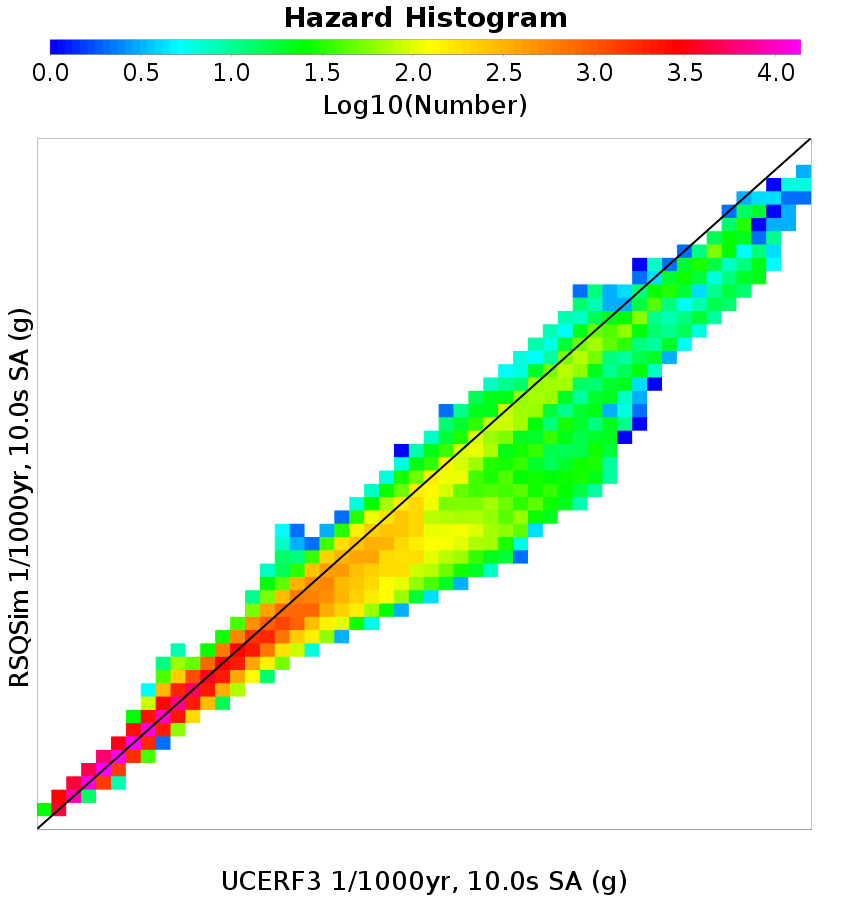 Hazard Histogram
0.0 0.5 1.0 1.5 2.0 2.5 3.0 3.5 4.0
Log10(Number)
RSQSim 1/1000yr, 10.0s SA (g)
UCERF3 1/1000yr, 10.0s SA (g)